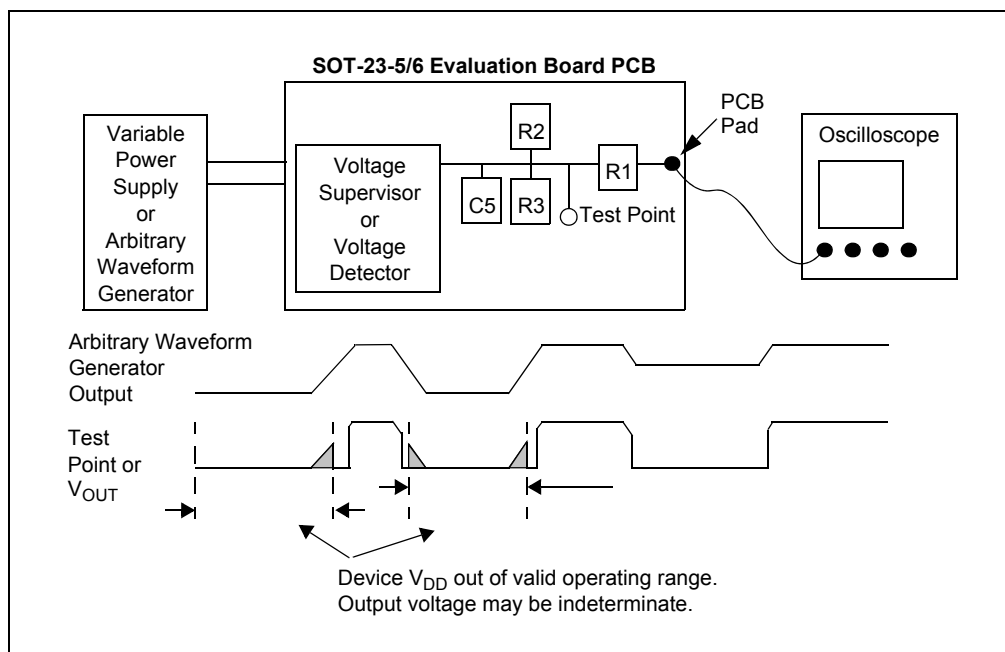 SOT-23-5/6 Evaluation Board PCB
Variable
Power
Supply
or
Arbitrary
Waveform
Generator
Voltage
Supervisor
or
Voltage
Detector
C5
R2
R3
Test Point
R1
PCB
Pad
Oscilloscope
Arbitrary Waveform
Generator
Output
Test
Point or
VOUT
Device VDD out of valid operating range.
Output voltage may be indeterminate.